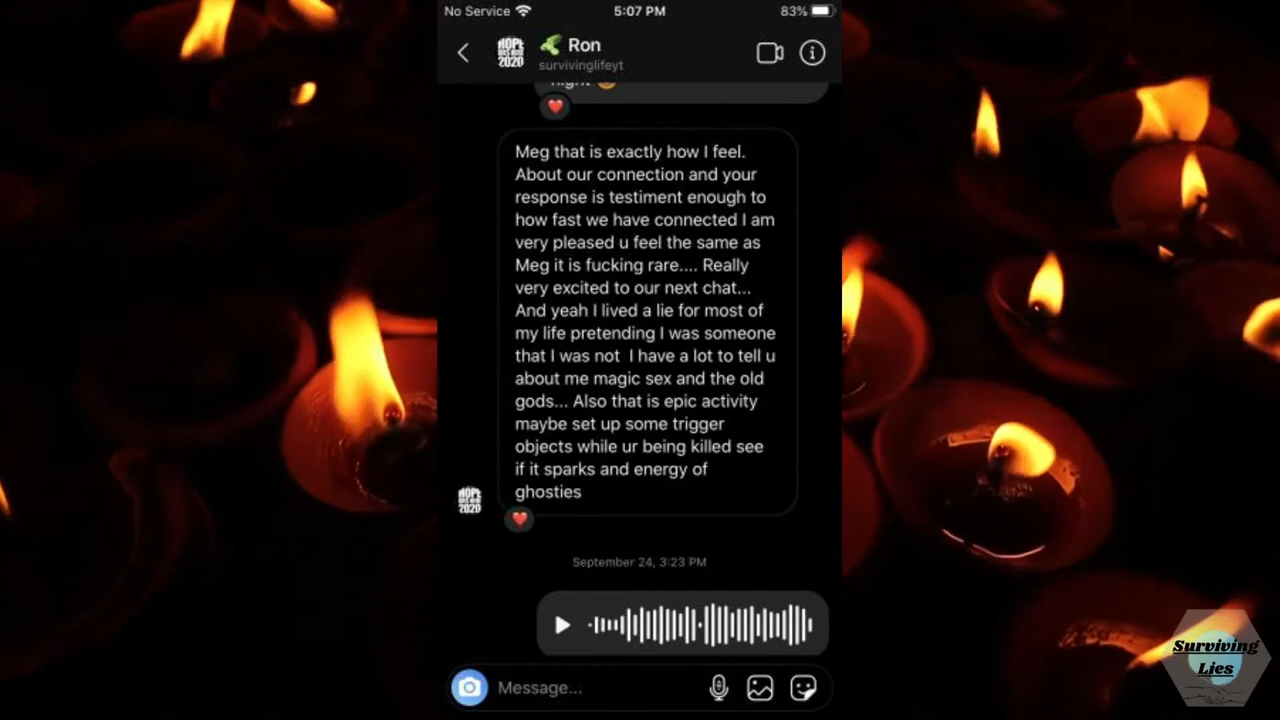 No Service 5:07 PM 83%
HOPE 2020 Ron
survivinglifeyt
Meg that is exactly how I feel.
About our connection and your
response is testiment enough to
how fast we have connected I am
very pleased u feel the same as
Meg it is fucking rare.... Really
very excited to our next chat...
And yeah I lived a lie for most of
my life pretending I was someone
that I was not  I have a lot to tell u
about me magic sex and the old
gods... Also that is epic activity
maybe set up some trigger
objects while ur being killed see
if it sparks and energy of
ghosties
HOPE
2020
September 24, 3:23 PM
Message...
Surviving
Lies